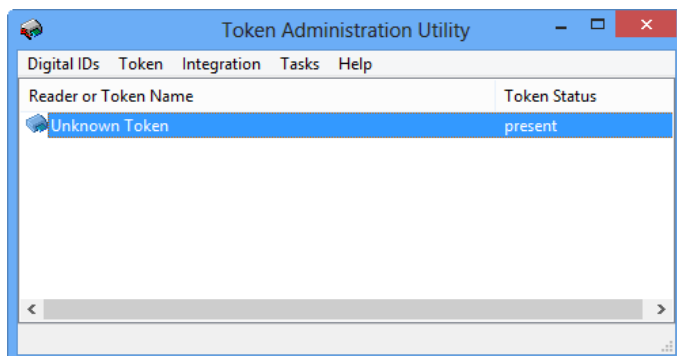 Token Administration Utility
Digital IDs Token Integration Tasks Help
Reader or Token Name Token Status
Unknown Token present